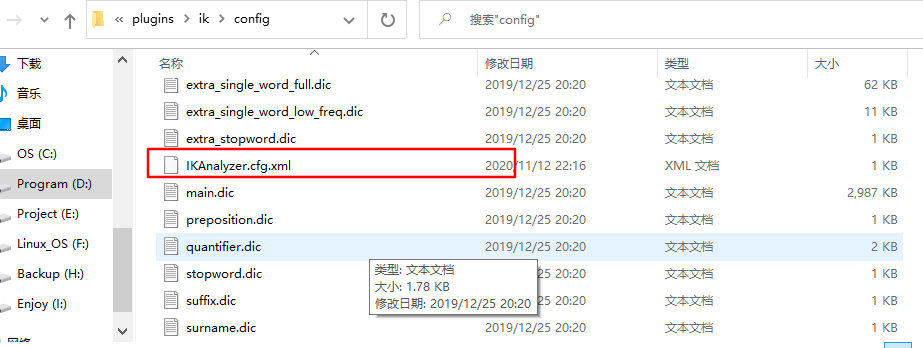 « plugins › ik › config
搜索"config"
名称 修改日期 类型 大小
下载
音乐
桌面
OS (C:)
Program (D:)
Project (E:)
Linux_OS (F:)
Backup (H:)
Enjoy (I:)
网络
extra_single_word_full.dic 2019/12/25 20:20 文本文档 62 KB
extra_single_word_low_freq.dic 2019/12/25 20:20 文本文档 11 KB
extra_stopword.dic 2019/12/25 20:20 文本文档 1 KB
IKAnalyzer.cfg.xml 2020/11/12 22:16 XML 文档 1 KB
main.dic 2019/12/25 20:20 文本文档 2,987 KB
preposition.dic 2019/12/25 20:20 文本文档 1 KB
quantifier.dic 2019/12/25 20:20 文本文档 2 KB
stopword.dic 2019/12/25 20:20 文本文档 1 KB
suffix.dic 2019/12/25 20:20 文本文档 1 KB
surname.dic 2019/12/25 20:20 文本文档 1 KB
类型: 文本文档
大小: 1.78 KB
修改日期: 2019/12/25 20:20